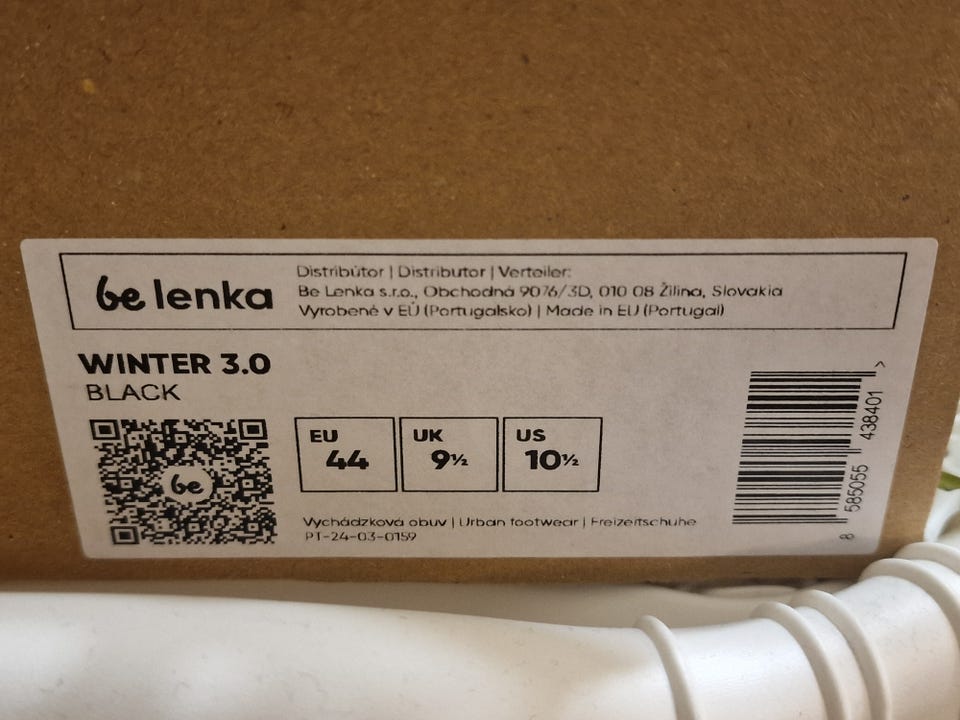 be lenka
Distribútor | Distributor | Verteiler:
Be Lenka s.r.o., Obchodná 9076/3D, 010 08 Žilina, Slovakia
Vyrobené v EÚ (Portugalsko) | Made in EU (Portugal)
WINTER 3.0
BLACK
be
EU
44
UK
9½
US
10½
Vychádzková obuv | Urban footwear | Freizeitschuhe
PT-24-03-0159
8 585055 438401 >